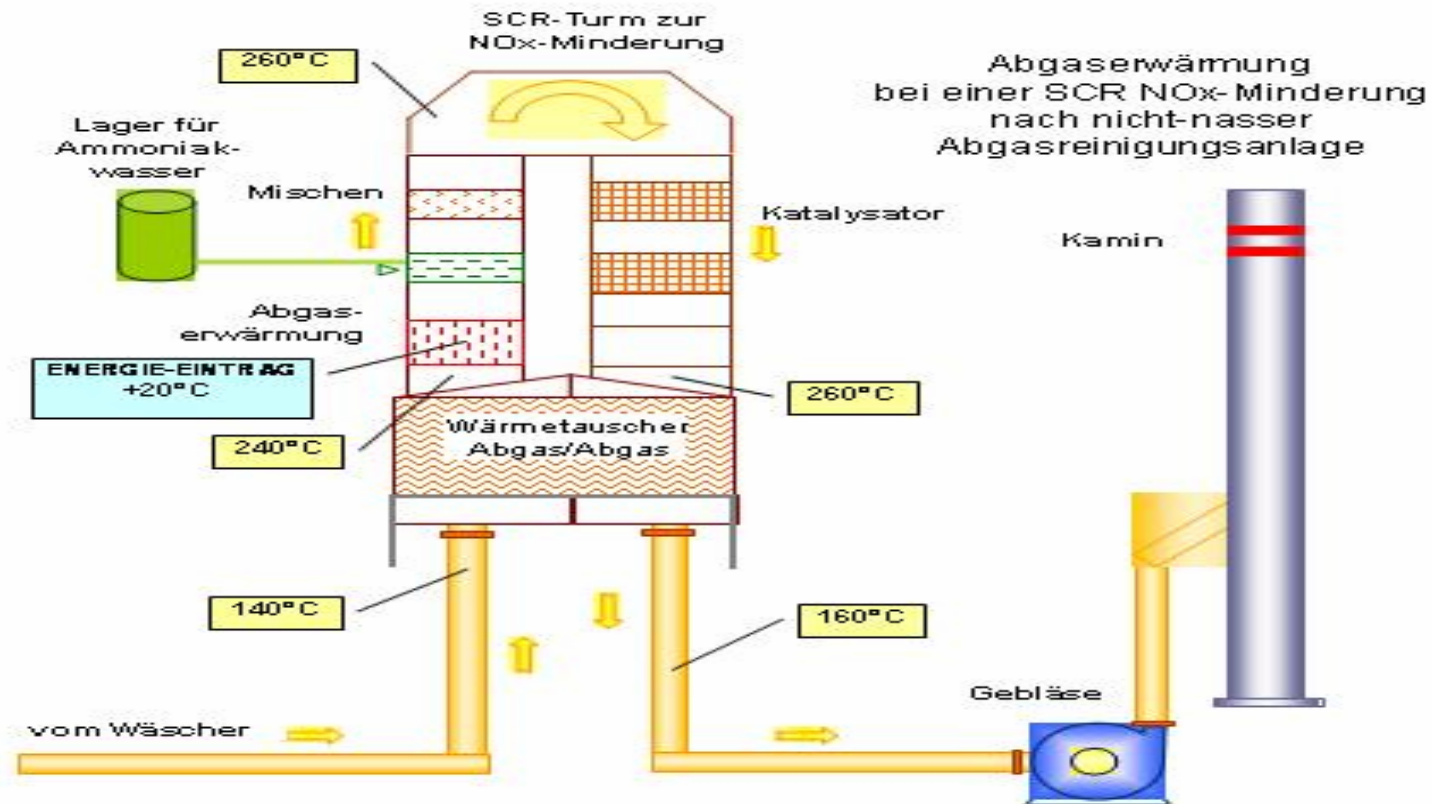 SCR-Turm zur
NOx-Minderung
260°C
Abgaserwärmung
bei einer SCR NOx-Minderung
nach nicht-nasser
Abgasreinigungsanlage
Lager für
Ammoniak-
wasser
Mischen
Katalysator
Kamin
Abgas-
erwärmung
ENERGIE-EINTRAG
+20°C
260°C
240°C
Wärmetauscher
Abgas/Abgas
140°C
160°C
Gebläse
vom Wäscher